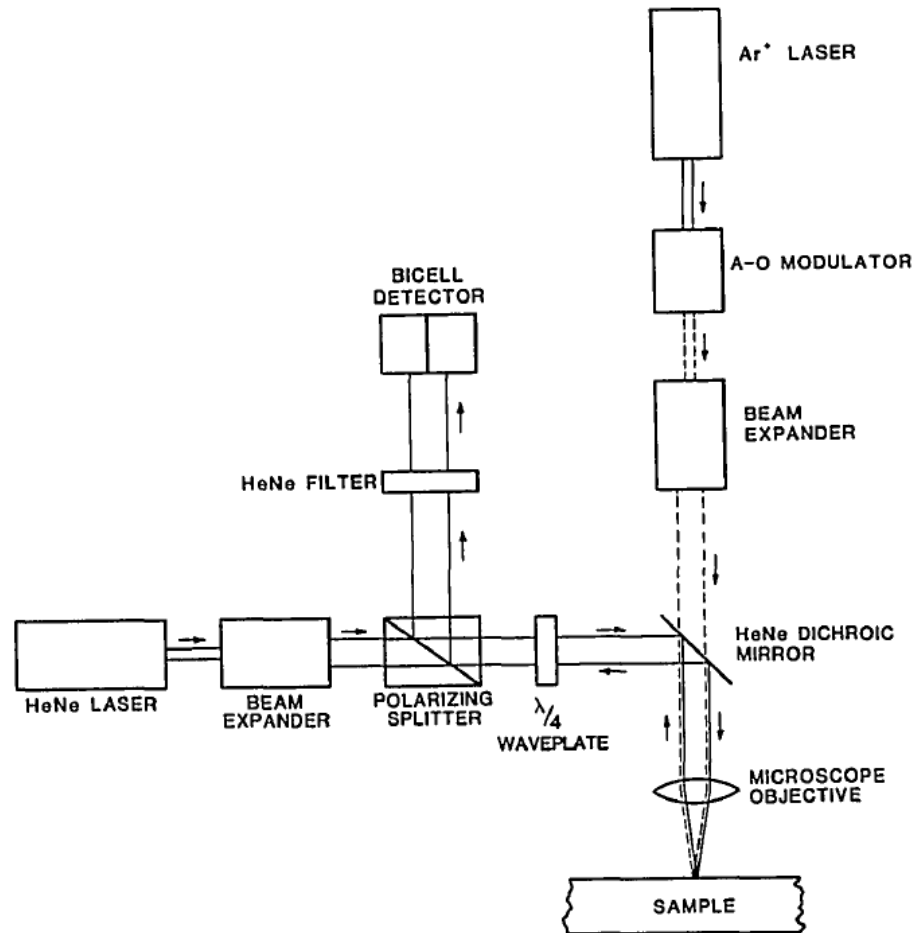 Ar+ LASER
A-O MODULATOR
BICELL
DETECTOR
BEAM
EXPANDER
HeNe FILTER
HeNe DICHROIC
MIRROR
HeNe LASER
BEAM
EXPANDER
POLARIZING
SPLITTER
λ/4
WAVEPLATE
MICROSCOPE
OBJECTIVE
SAMPLE